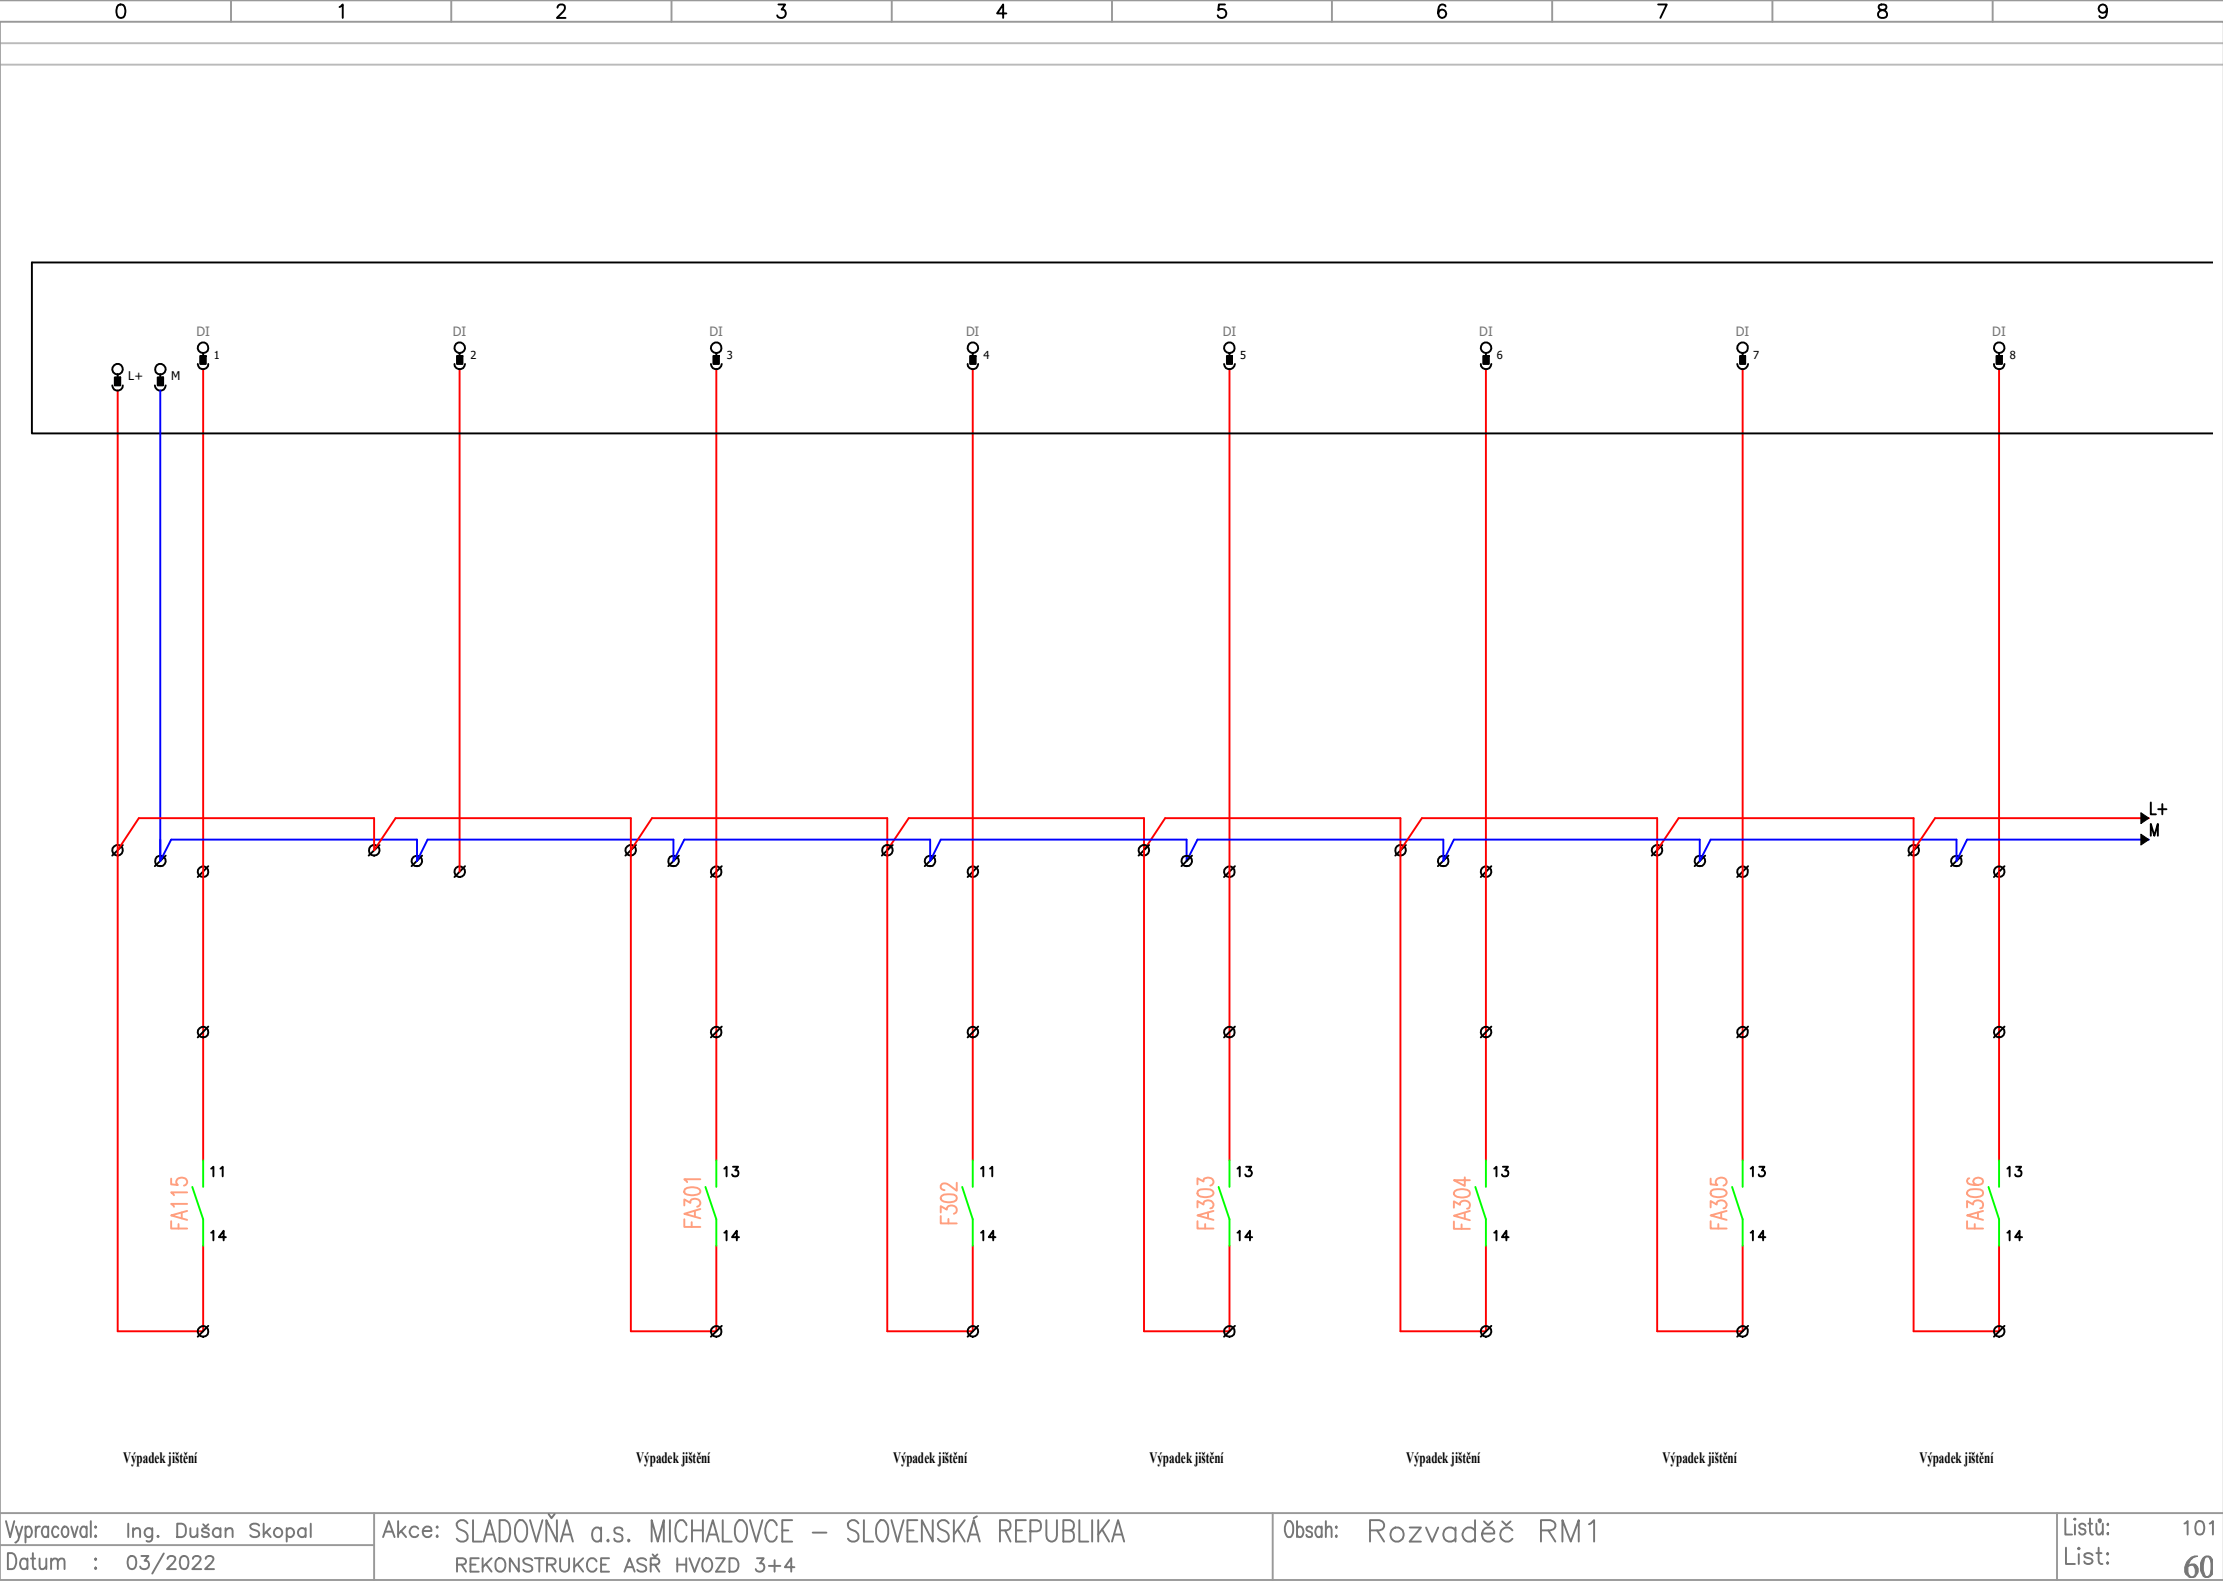 0 1 2 3 4 5 6 7 8 9
DI DI DI DI DI DI DI DI
1 2 3 4 5 6 7 8
L+ M
L+
M
11 13 11 13 13 13 13
FA115 FA301 F302 FA303 FA304 FA305 FA306
14 14 14 14 14 14 14
Výpadek jištění Výpadek jištění Výpadek jištění Výpadek jištění Výpadek jištění Výpadek jištění Výpadek jištění
Vypracoval: Ing. Dušan Skopal
Datum : 03/2022
Akce: SLADOVŇA a.s. MICHALOVCE – SLOVENSKÁ REPUBLIKA
REKONSTRUKCE ASŘ HVOZD 3+4
Obsah: Rozvaděč RM1
Listů: 101
List: 60